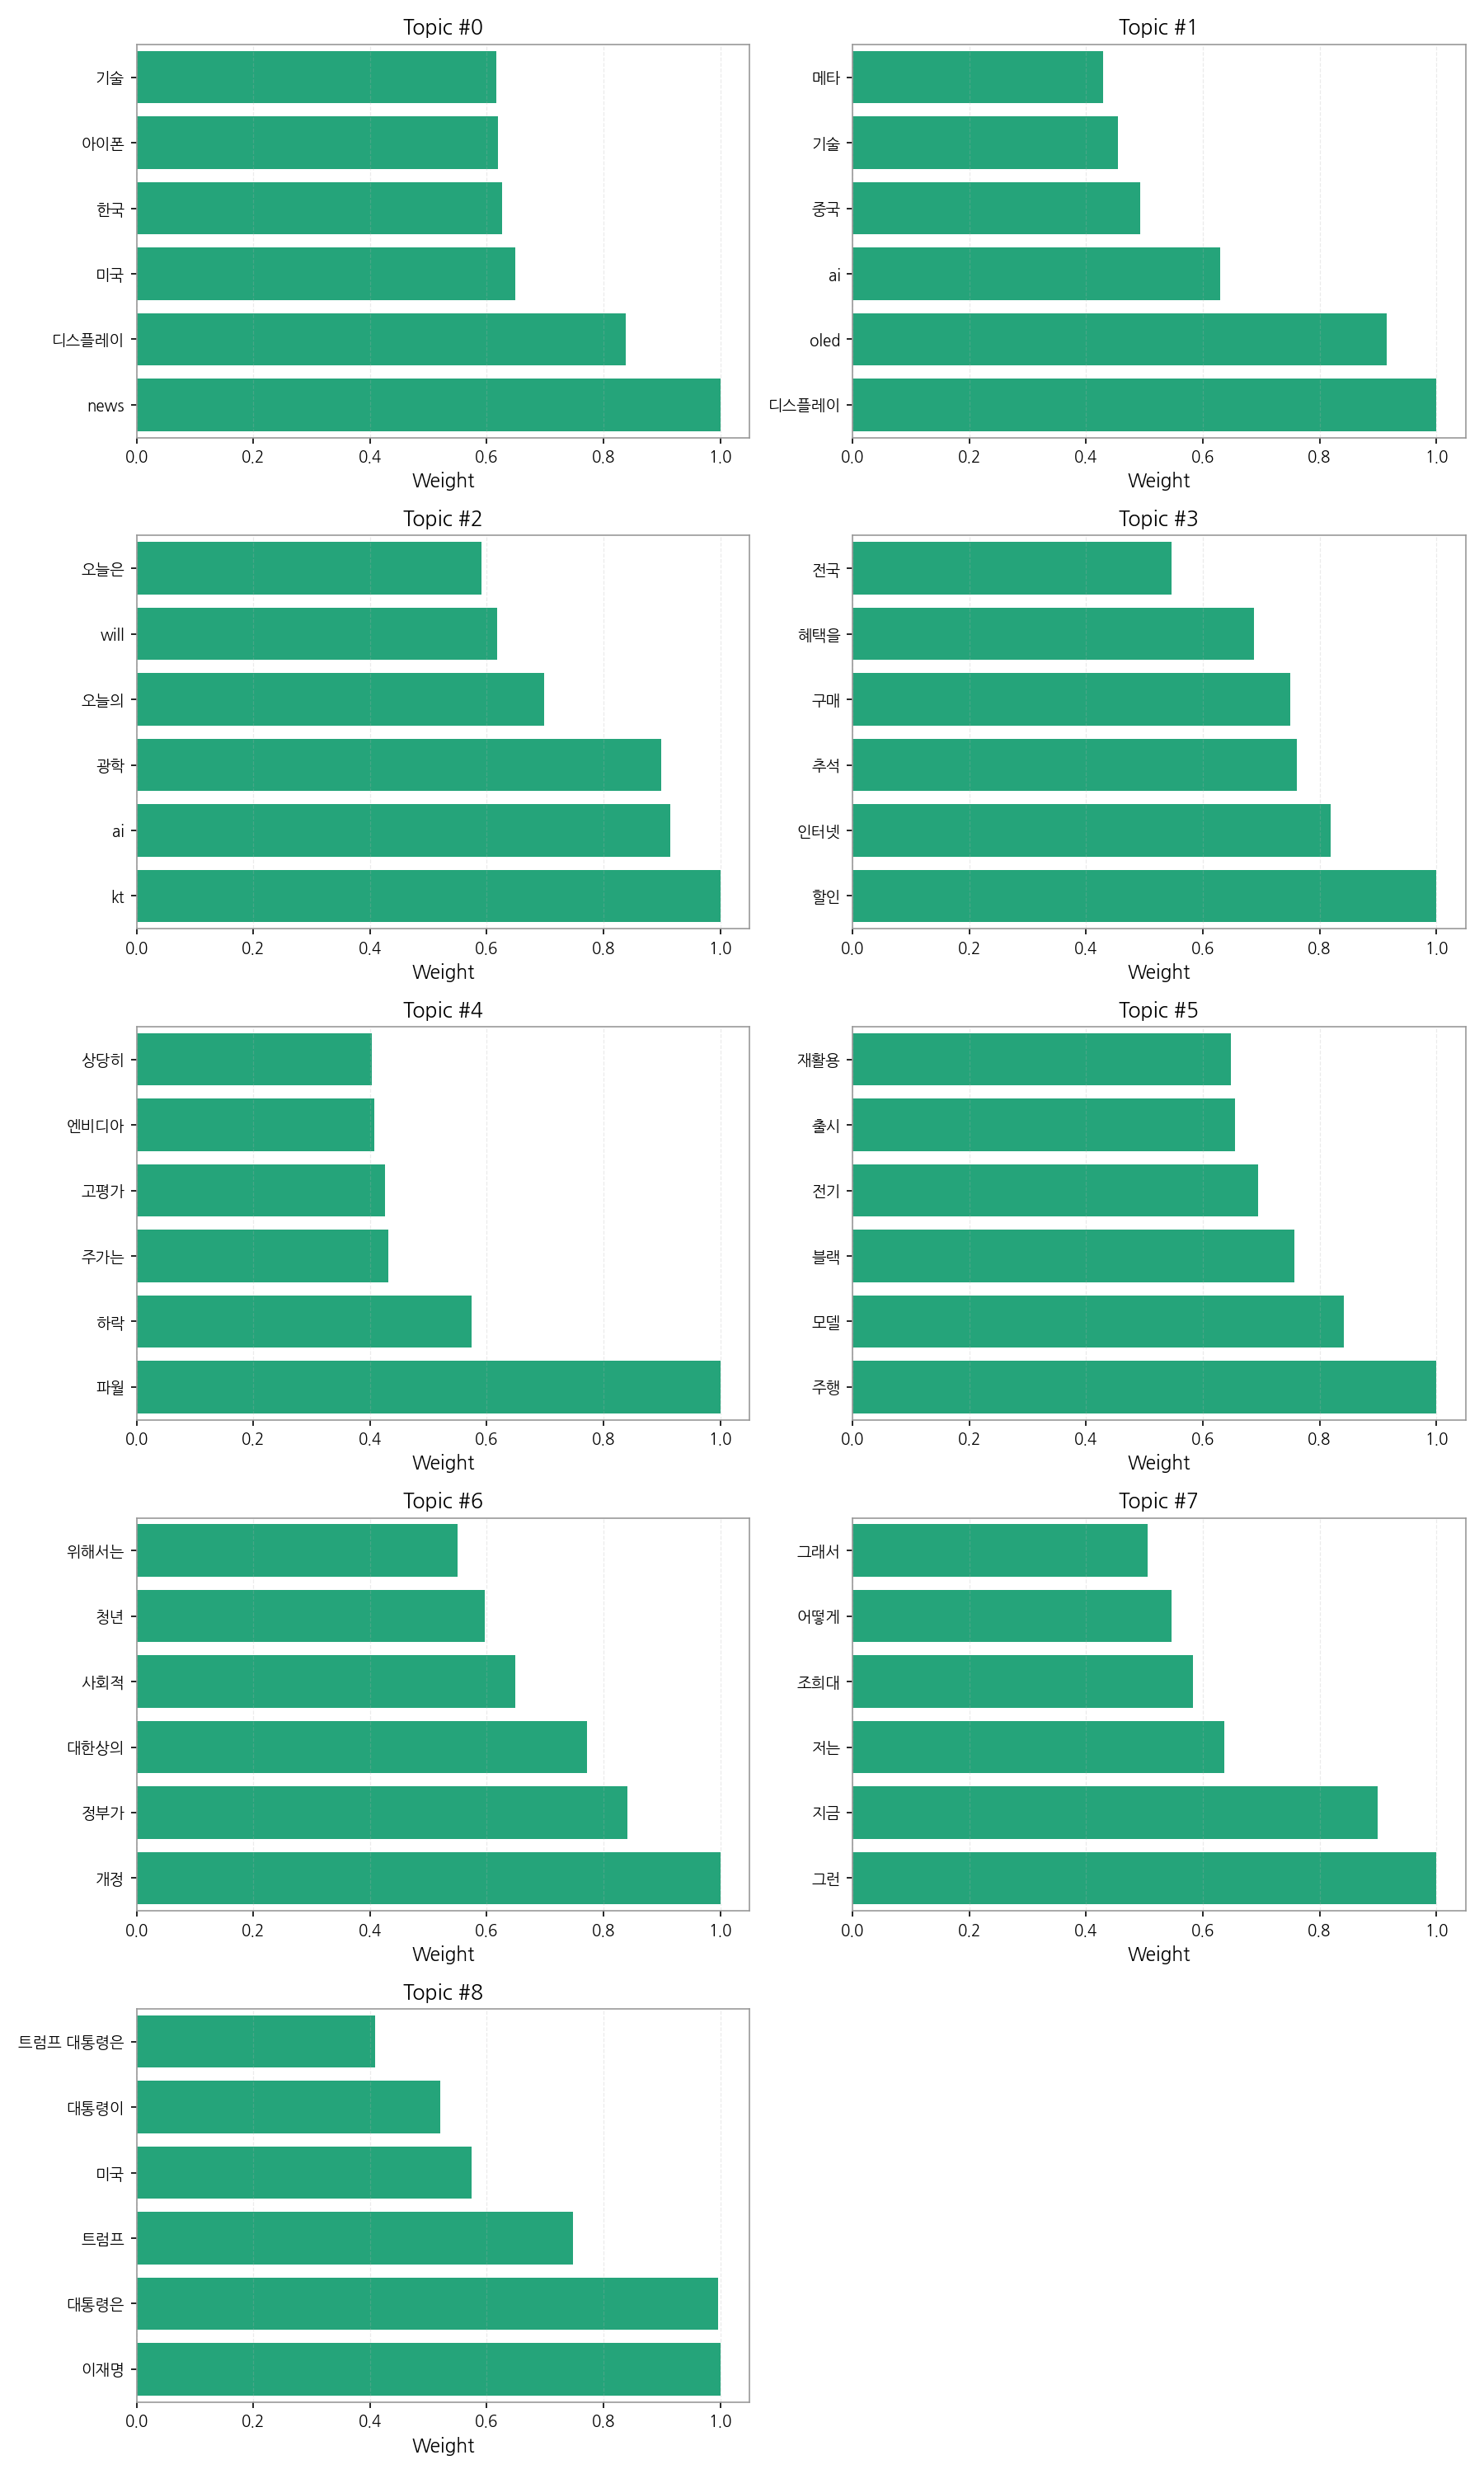 Topic #0
기술
아이폰
한국
미국
디스플레이
news
0.0 0.2 0.4 0.6 0.8 1.0
Weight
Topic #1
메타
기술
중국
ai
oled
디스플레이
0.0 0.2 0.4 0.6 0.8 1.0
Weight
Topic #2
오늘은
will
오늘의
광학
ai
kt
0.0 0.2 0.4 0.6 0.8 1.0
Weight
Topic #3
전국
혜택을
구매
추석
인터넷
할인
0.0 0.2 0.4 0.6 0.8 1.0
Weight
Topic #4
상당히
엔비디아
고평가
주가는
하락
파월
0.0 0.2 0.4 0.6 0.8 1.0
Weight
Topic #5
재활용
출시
전기
블랙
모델
주행
0.0 0.2 0.4 0.6 0.8 1.0
Weight
Topic #6
위해서는
청년
사회적
대한상의
정부가
개정
0.0 0.2 0.4 0.6 0.8 1.0
Weight
Topic #7
그래서
어떻게
조희대
저는
지금
그런
0.0 0.2 0.4 0.6 0.8 1.0
Weight
Topic #8
트럼프 대통령은
대통령이
미국
트럼프
대통령은
이재명
0.0 0.2 0.4 0.6 0.8 1.0
Weight